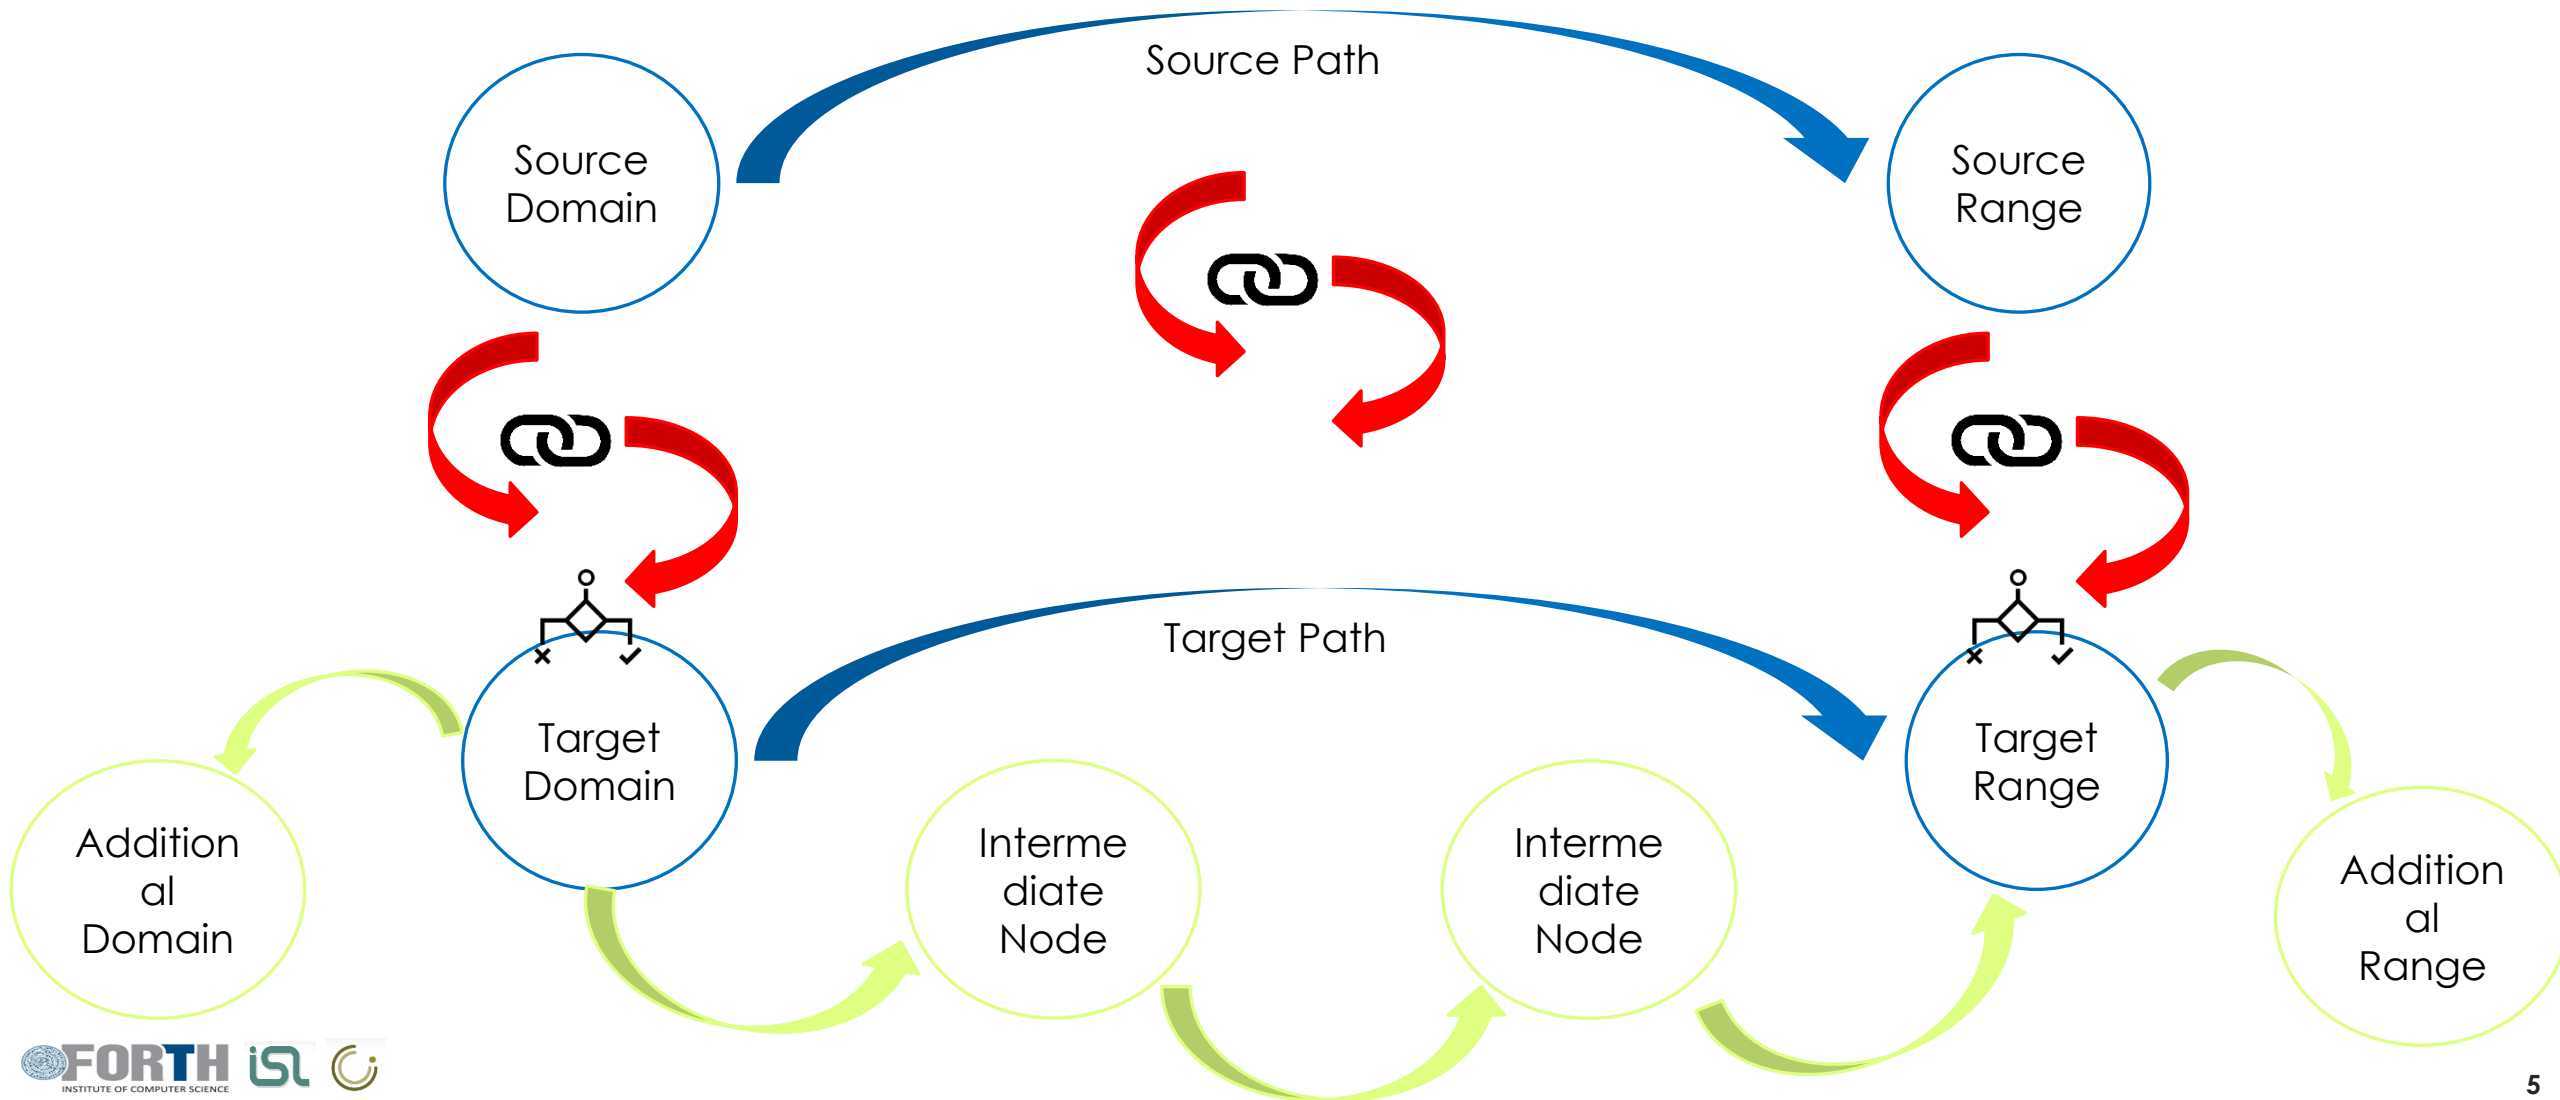 Source Path
Source
Domain
Source
Range
Target Path
Target
Domain
Target
Range
Addition
al
Domain
Interme
diate
Node
Interme
diate
Node
Addition
al
Range
FORTH
INSTITUTE OF COMPUTER SCIENCE
isl
5